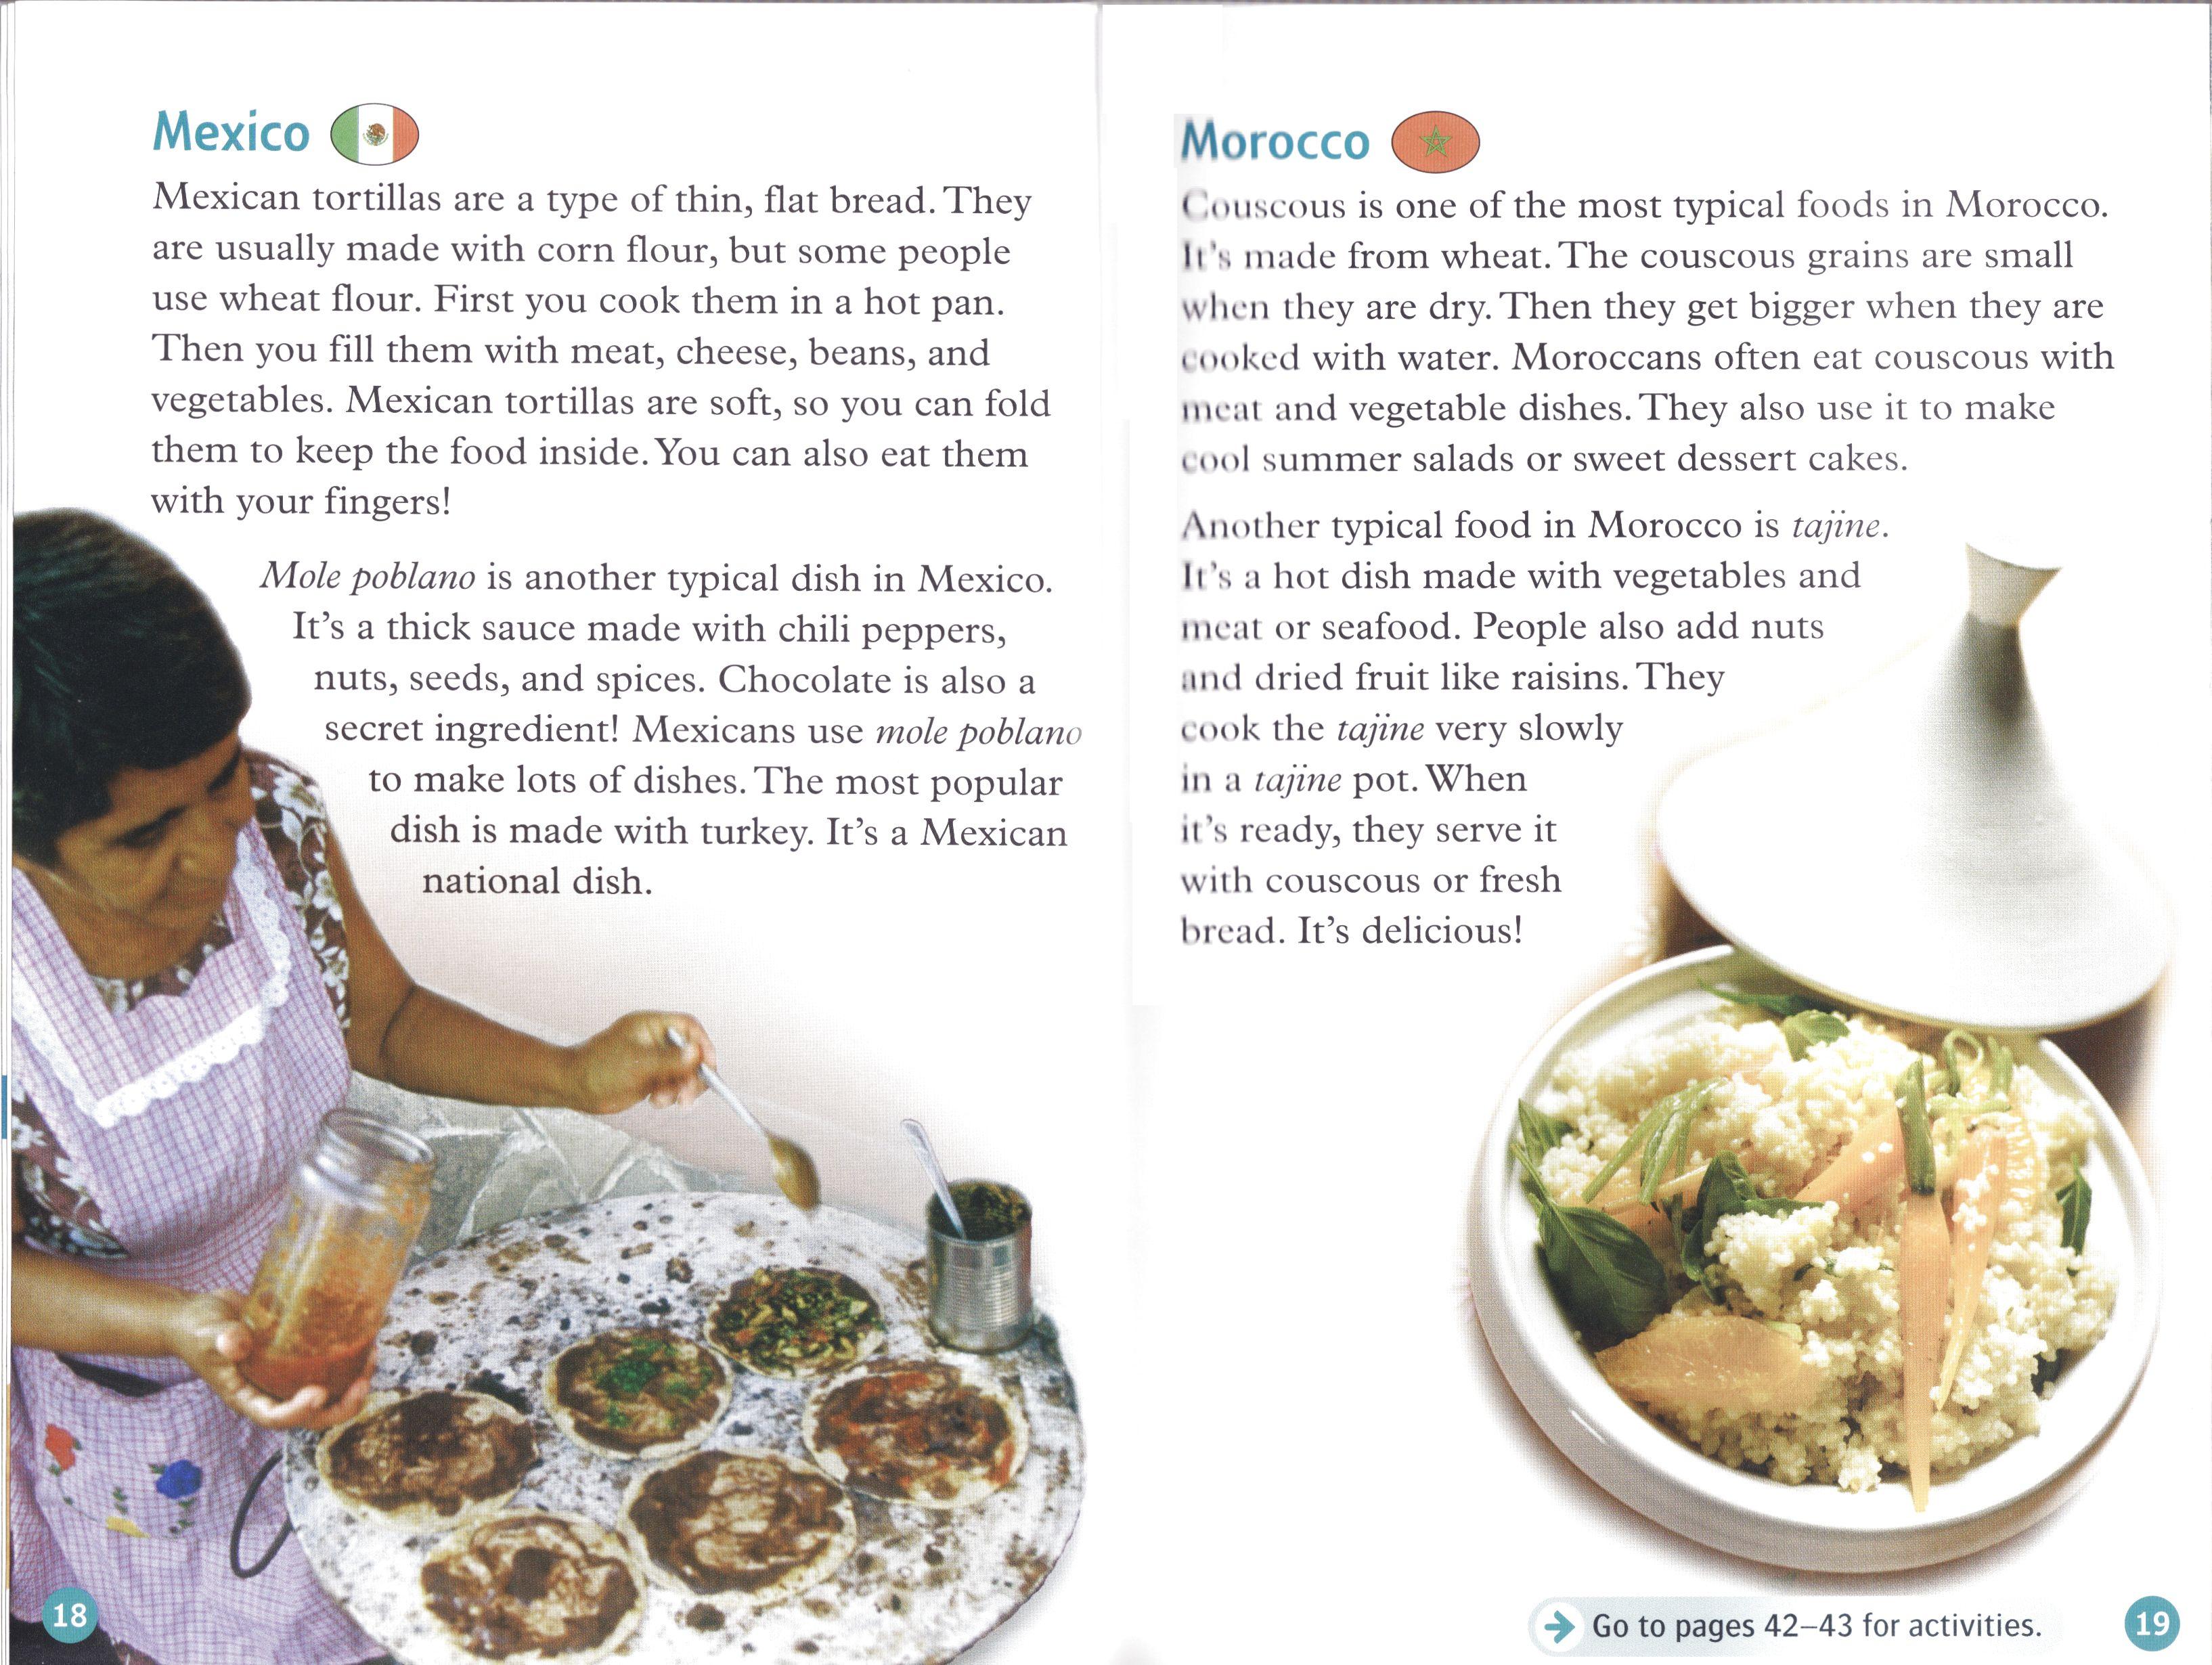 Mexico
Mexican tortillas are a type of thin, flat bread. They
are usually made with corn flour, but some people
use wheat flour. First you cook them in a hot pan.
Then you fill them with meat, cheese, beans, and
vegetables. Mexican tortillas are soft, so you can fold
them to keep the food inside. You can also eat them
with your fingers!
Mole poblano is another typical dish in Mexico.
It's a thick sauce made with chili peppers,
nuts, seeds, and spices. Chocolate is also a
secret ingredient! Mexicans use mole poblano
to make lots of dishes. The most popular
dish is made with turkey. It's a Mexican
national dish.
18
Morocco
Couscous is one of the most typical foods in Morocco.
It's made from wheat. The couscous grains are small
when they are dry. Then they get bigger when they are
cooked with water. Moroccans often eat couscous with
meat and vegetable dishes. They also use it to make
cool summer salads or sweet dessert cakes.
Another typical food in Morocco is tajine.
It's a hot dish made with vegetables and
meat or seafood. People also add nuts
and dried fruit like raisins. They
cook the tajine very slowly
in a tajine pot. When
it's ready, they serve it
with couscous or fresh
bread. It's delicious!
Go to pages 42–43 for activities.
19